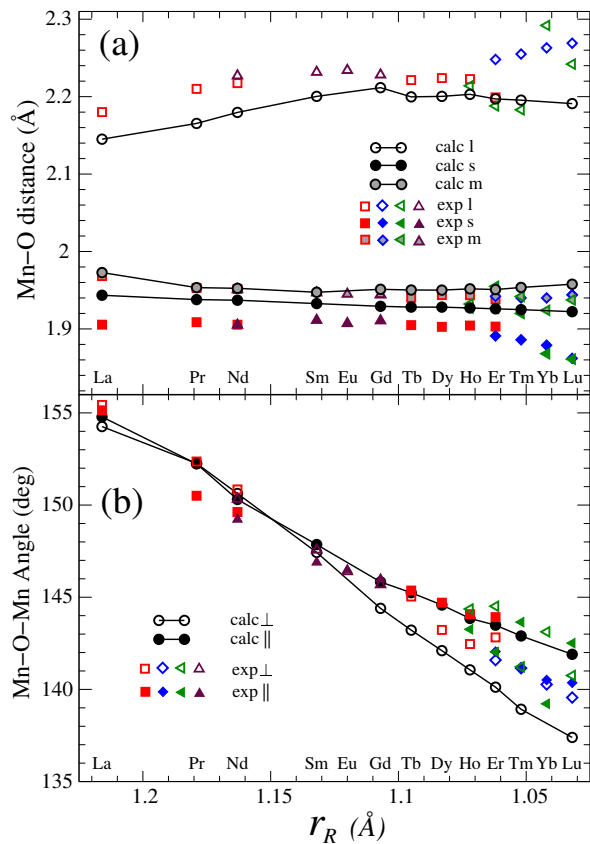 2.3
(a)
2.2
calc l
calc s
2.1
calc m
exp l
exp s
exp m
2
1.9
Mn−O distance (Å)
La Pr Nd Sm Eu Gd Tb Dy Ho Er Tm Yb Lu
155
(b)
150
145
calc⊥
calc ||
exp⊥
exp ||
140
Mn−O−Mn Angle (deg)
La Pr Nd Sm Eu Gd Tb Dy Ho Er Tm Yb Lu
135
1.2 1.15 1.1 1.05
r_R (Å)